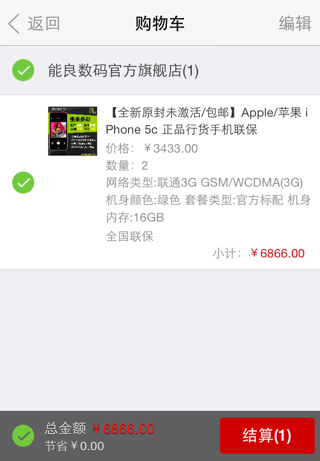 返回
购物车
编辑
能良数码官方旗舰店(1)
【全新原封未激活/包邮】Apple/苹果 i
Phone 5c 正品行货手机联保
价格：￥3433.00
数量：2
网络类型:联通3G GSM/WCDMA(3G)
机身颜色:绿色 套餐类型:官方标配 机身
内存:16GB
全国联保
小计：￥6866.00
生来多彩
总金额 ￥6866.00
节省￥0.00
结算(1)